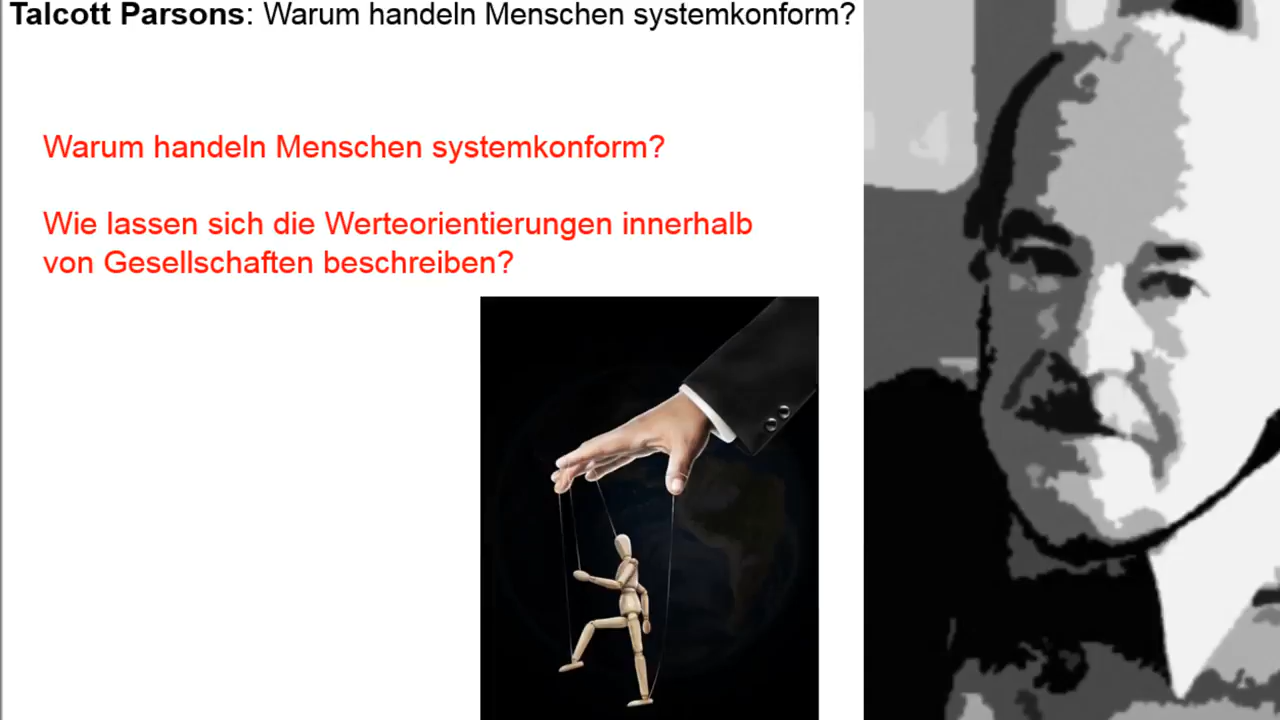 Talcott Parsons: Warum handeln Menschen systemkonform?
Warum handeln Menschen systemkonform?
Wie lassen sich die Werteorientierungen innerhalb
von Gesellschaften beschreiben?